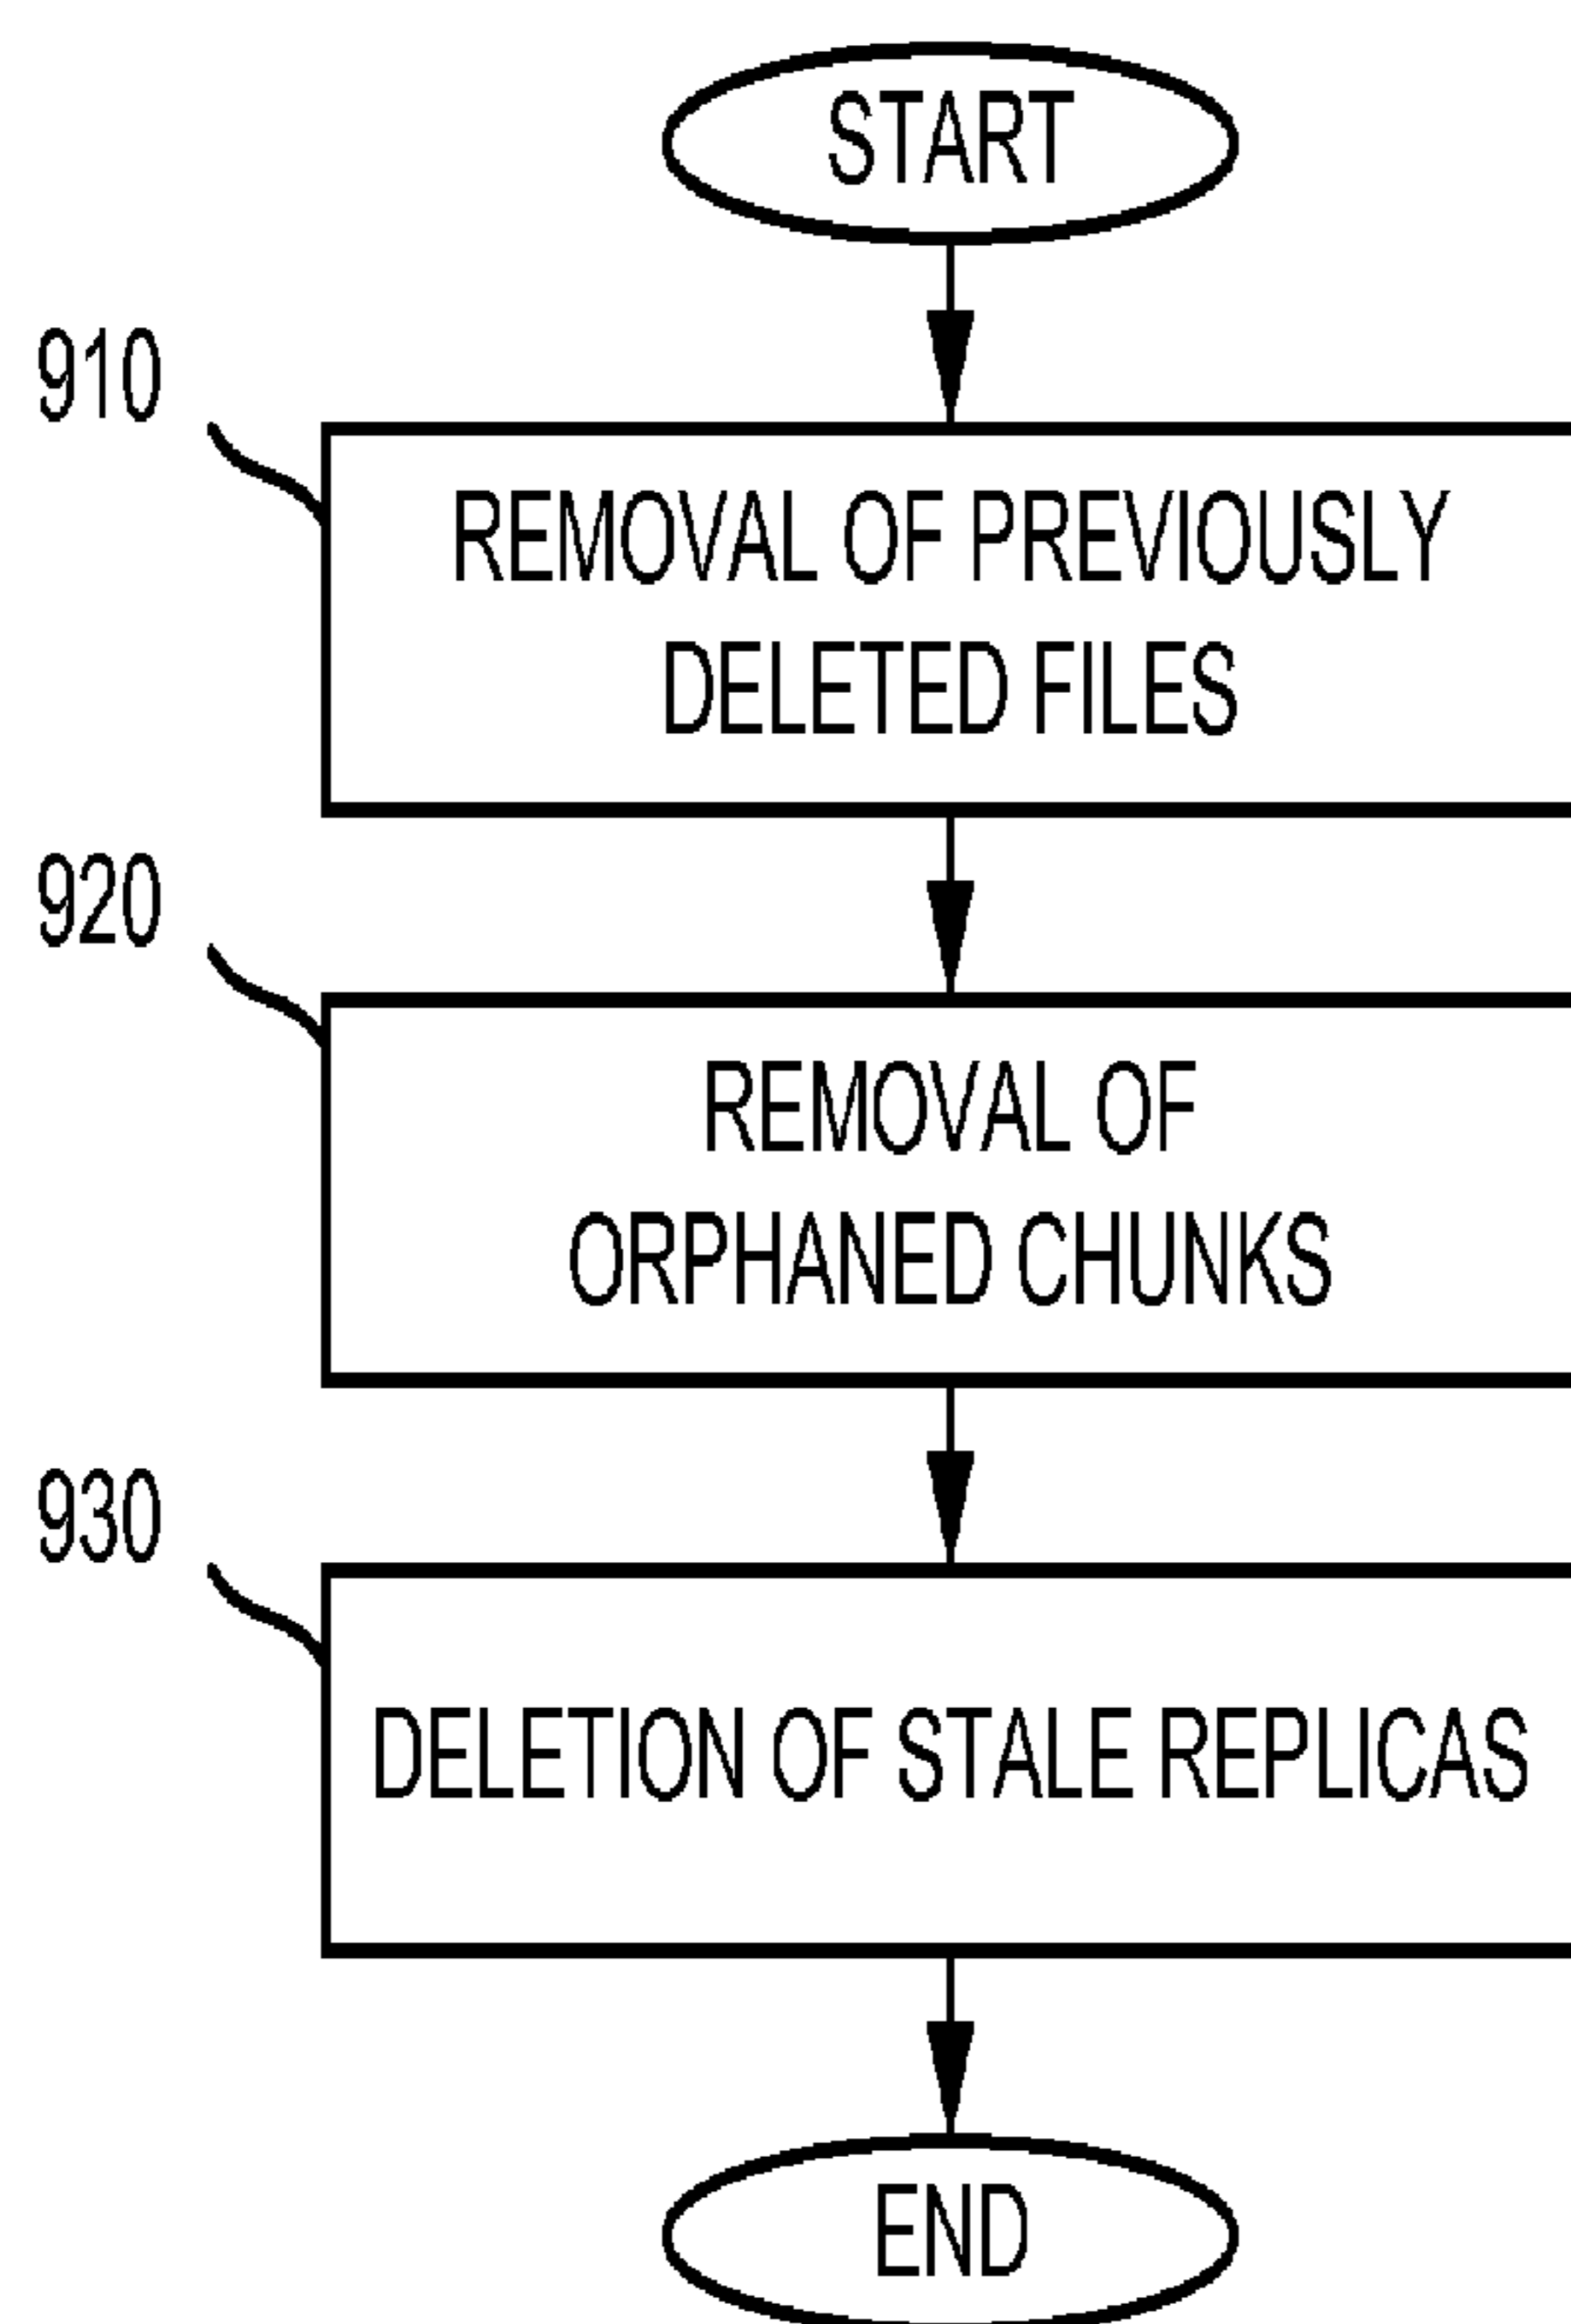 START
910
REMOVAL OF PREVIOUSLY
DELETED FILES
920
REMOVAL OF
ORPHANED CHUNKS
930
DELETION OF STALE REPLICAS
END